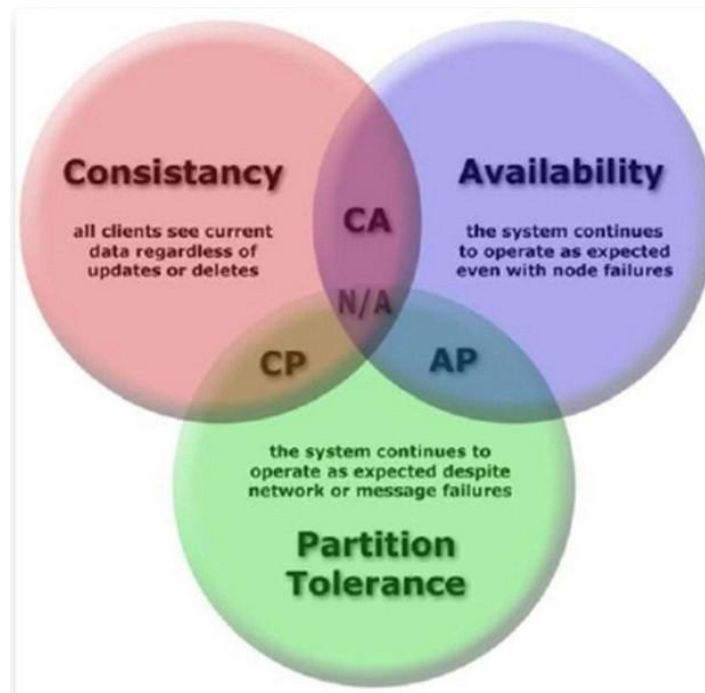 Consistancy
all clients see current
data regardless of
updates or deletes
Availability
the system continues
to operate as expected
even with node failures
CA
N/A
CP
AP
the system continues to
operate as expected despite
network or message failures
Partition
Tolerance